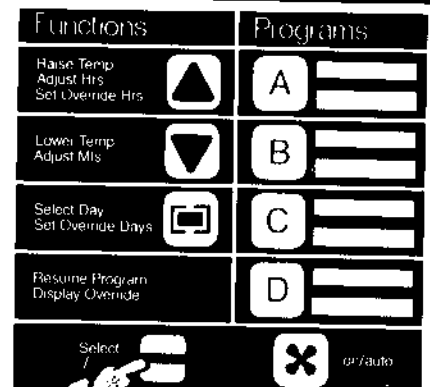 Functions
Programs
Raise Temp
Adjust Hrs
Set Override Hrs
A
Lower Temp
Adjust Mts
B
Select Day
Set Override Days
C
Resume Program
Display Override
D
Select
/
on/auto